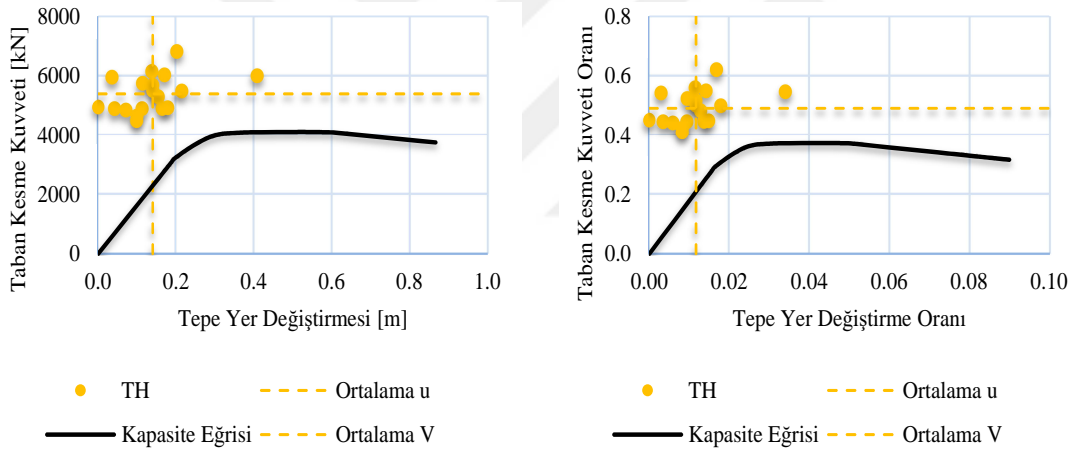 Taban Kesme Kuvveti [kN]
8000
6000
4000
2000
0
0.0 0.2 0.4 0.6 0.8 1.0
Tepe Yer Değiştirmesi [m]
TH
Ortalama u
Kapasite Eğrisi
Ortalama V
Taban Kesme Kuvveti Oranı
0.8
0.6
0.4
0.2
0.0
0.00 0.02 0.04 0.06 0.08 0.10
Tepe Yer Değiştirme Oranı
TH
Ortalama u
Kapasite Eğrisi
Ortalama V